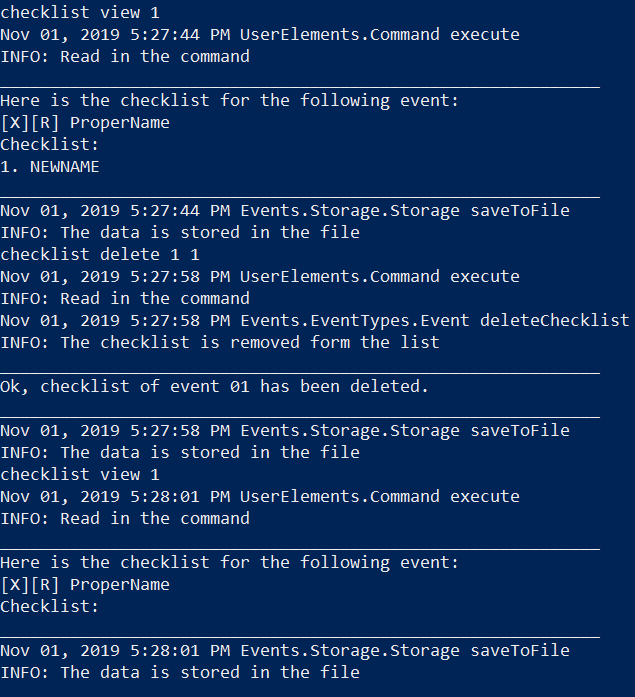 checklist view 1
Nov 01, 2019 5:27:44 PM UserElements.Command execute
INFO: Read in the command
____________________________________________________________
Here is the checklist for the following event:
[X][R] ProperName
Checklist:
1. NEWNAME
____________________________________________________________
Nov 01, 2019 5:27:44 PM Events.Storage.Storage saveToFile
INFO: The data is stored in the file
checklist delete 1 1
Nov 01, 2019 5:27:58 PM UserElements.Command execute
INFO: Read in the command
Nov 01, 2019 5:27:58 PM Events.EventTypes.Event deleteChecklist
INFO: The checklist is removed form the list
____________________________________________________________
Ok, checklist of event 01 has been deleted.
____________________________________________________________
Nov 01, 2019 5:27:58 PM Events.Storage.Storage saveToFile
INFO: The data is stored in the file
checklist view 1
Nov 01, 2019 5:28:01 PM UserElements.Command execute
INFO: Read in the command
____________________________________________________________
Here is the checklist for the following event:
[X][R] ProperName
Checklist:
____________________________________________________________
Nov 01, 2019 5:28:01 PM Events.Storage.Storage saveToFile
INFO: The data is stored in the file